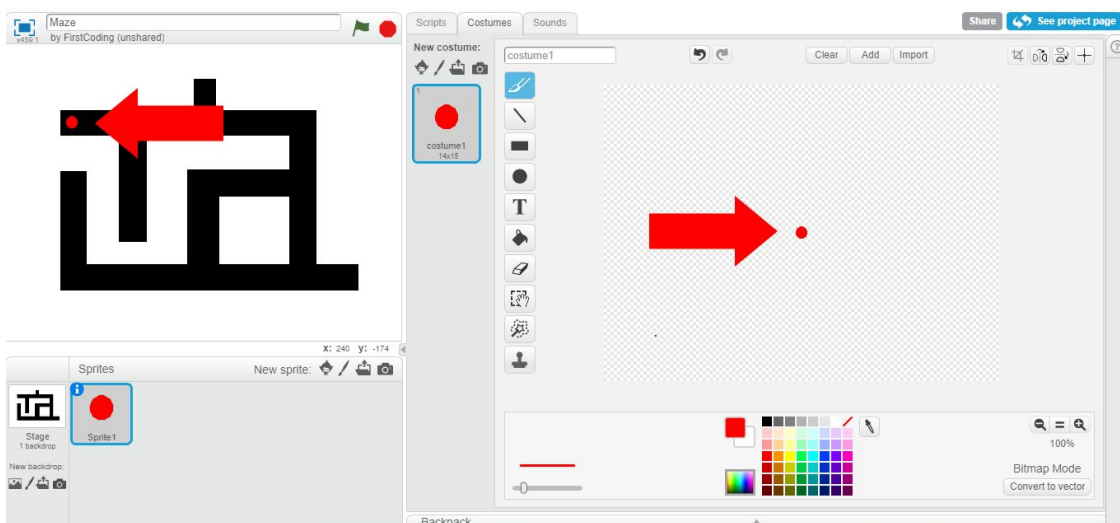 Maze
by FirstCoding (unshared)
v456.1
x: 240 y: -174
Sprites
New sprite:
Sprite1
Stage
1 backdrop
New backdrop:
Scripts
Costumes
Sounds
Share
See project page
New costume:
1
costume1
14x15
costume1
Clear
Add
Import
T
100%
Bitmap Mode
Convert to vector
Backpack